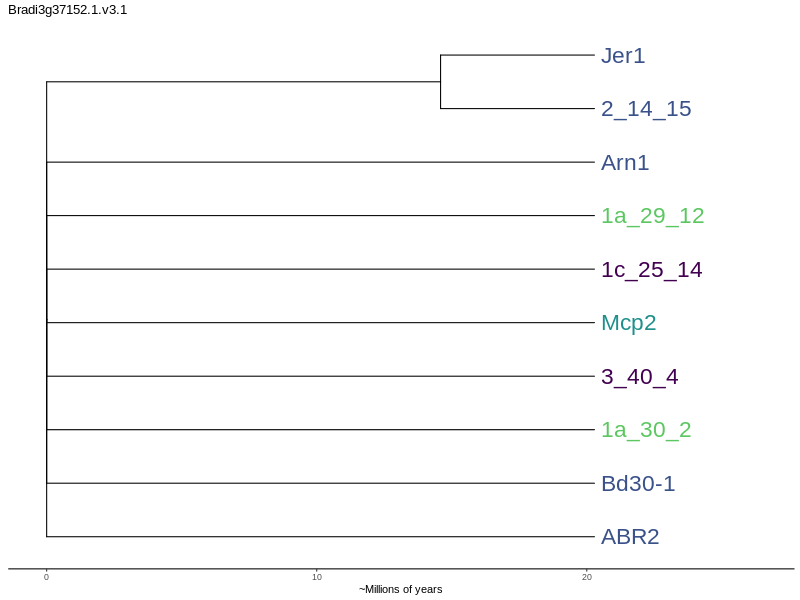 Bradi3g37152.1.v3.1
Jer1
2_14_15
Arn1
1a_29_12
1c_25_14
Mcp2
3_40_4
1a_30_2
Bd30-1
ABR2
0 10 20
~Millions of years